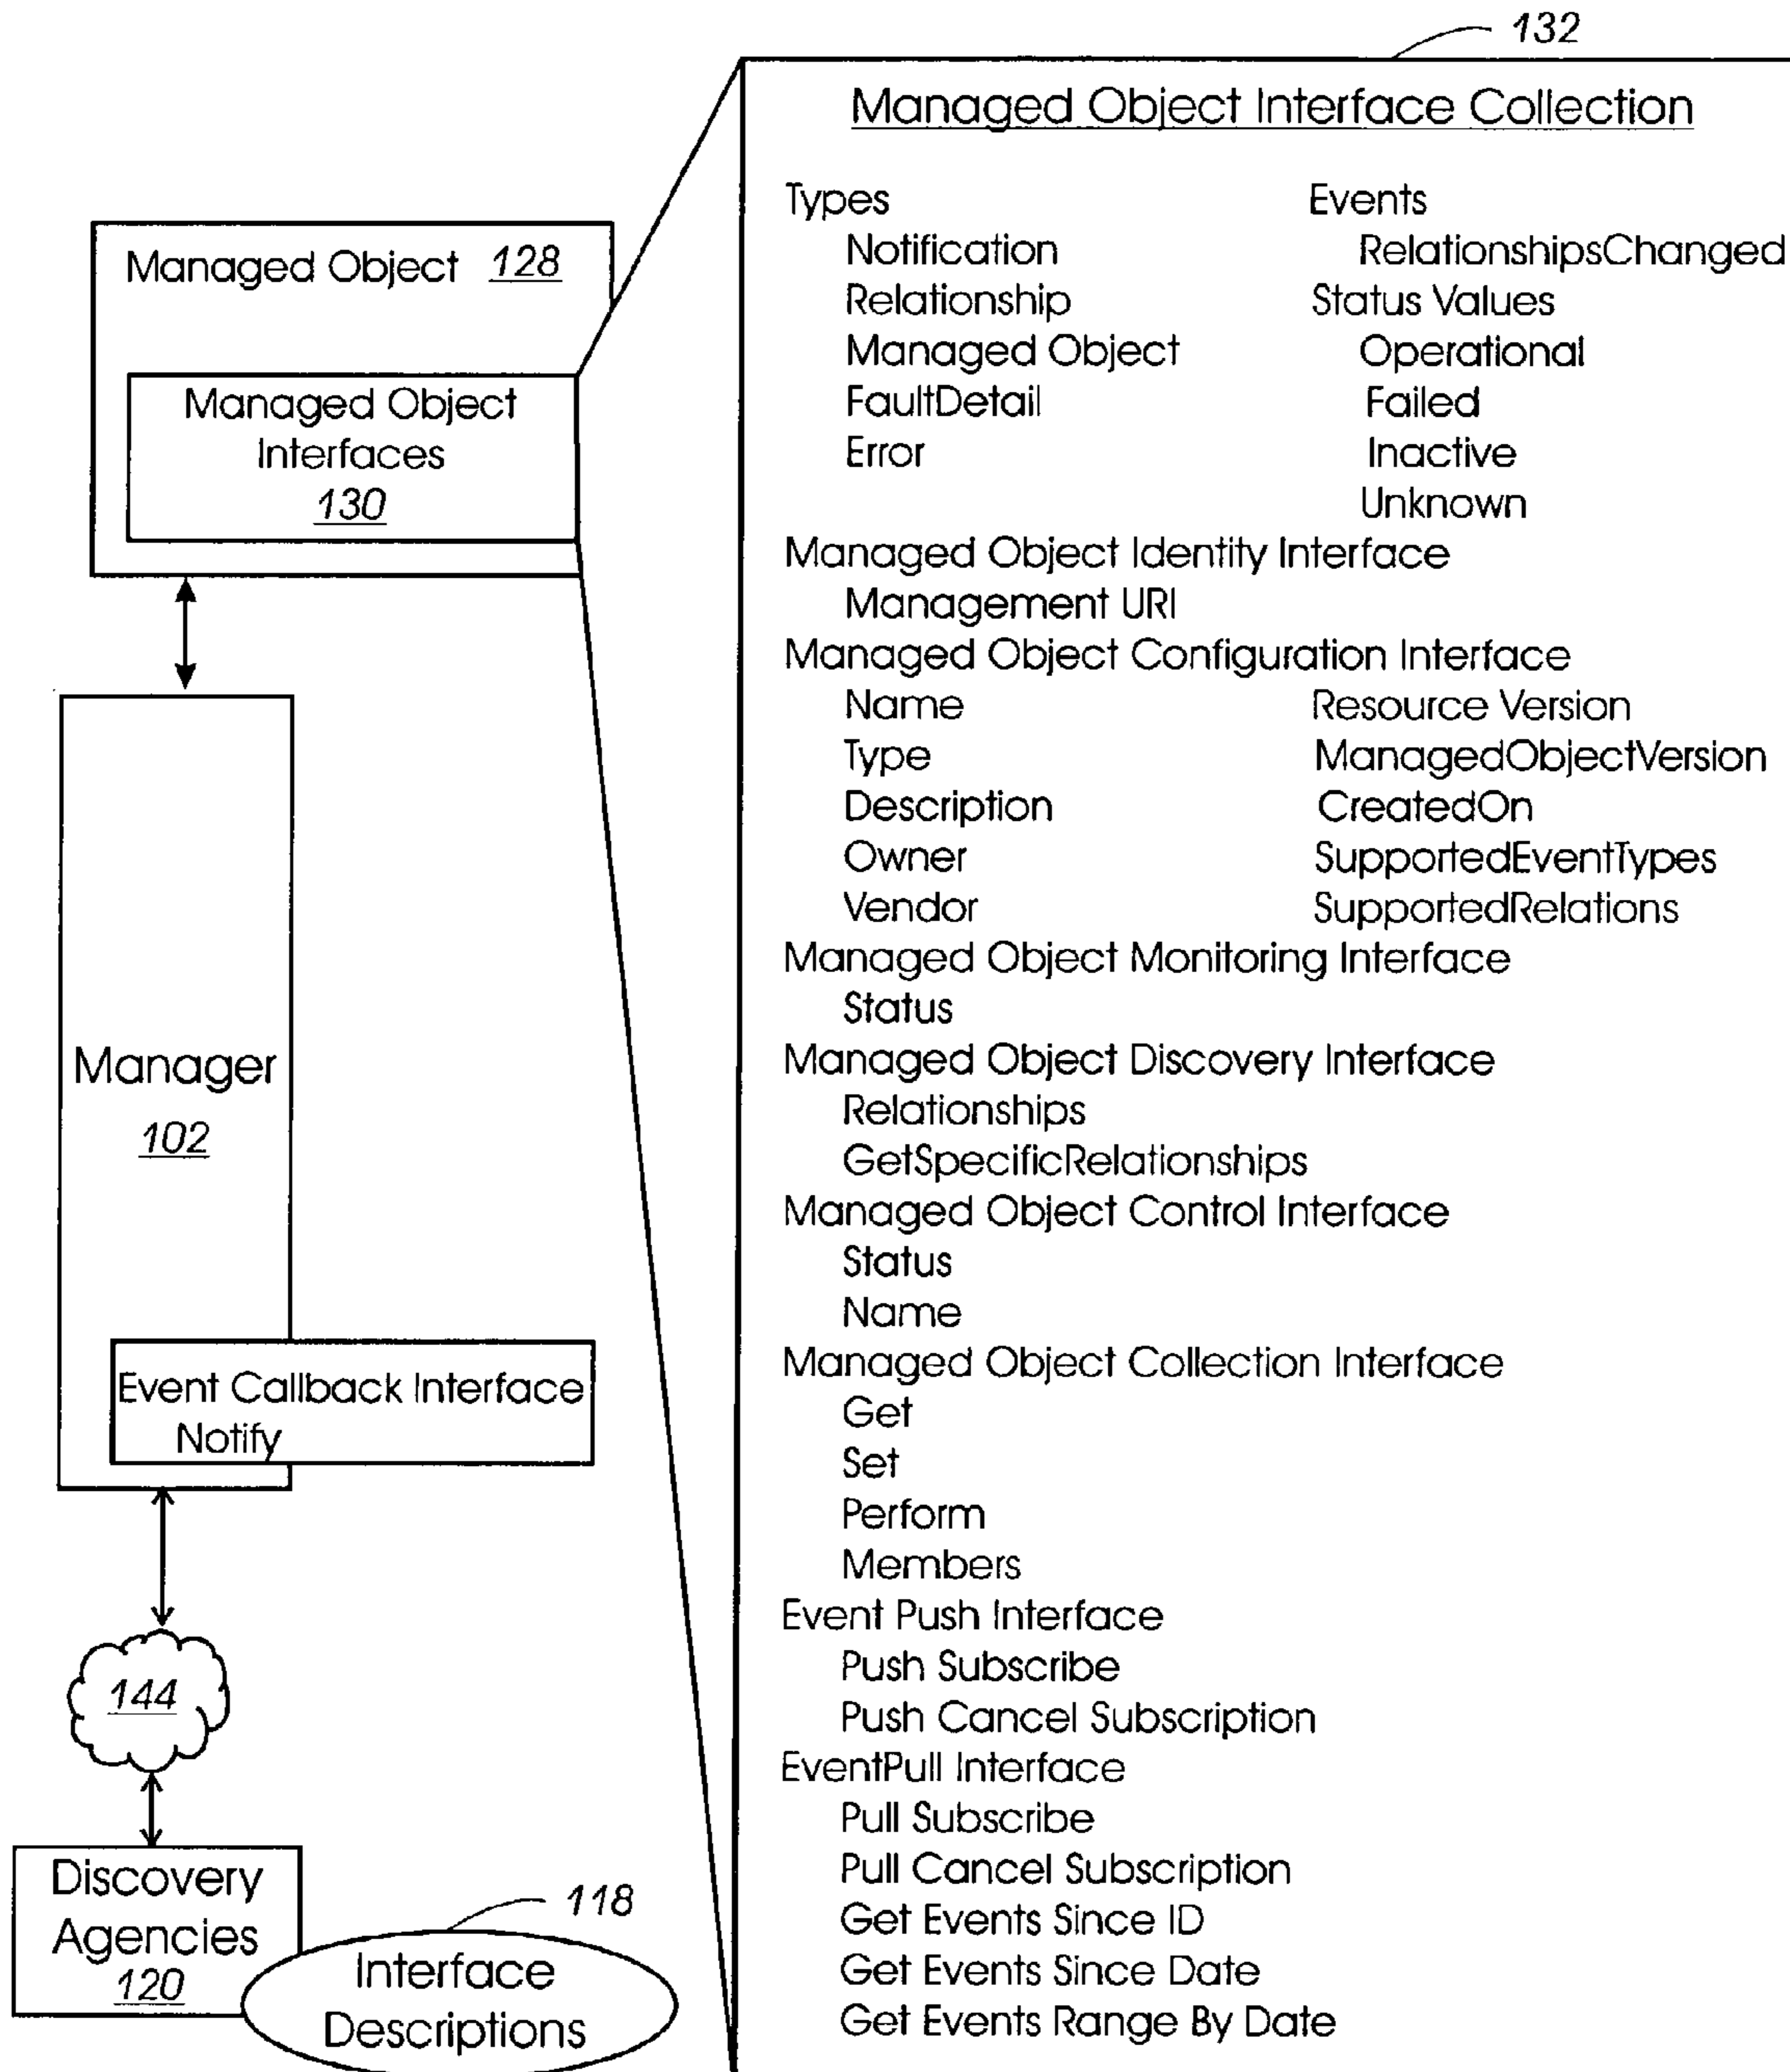 132
Managed Object Interface Collection
Types Events
Notification RelationshipsChanged
Relationship Status Values
Managed Object Operational
FaultDetail Failed
Error Inactive
Unknown
Managed Object Identity Interface
Management URI
Managed Object Configuration Interface
Name Resource Version
Type ManagedObjectVersion
Description CreatedOn
Owner SupportedEventTypes
Vendor SupportedRelations
Managed Object Monitoring Interface
Status
Managed Object Discovery Interface
Relationships
GetSpecificRelationships
Managed Object Control Interface
Status
Name
Managed Object Collection Interface
Get
Set
Perform
Members
Event Push Interface
Push Subscribe
Push Cancel Subscription
EventPull Interface
Pull Subscribe
Pull Cancel Subscription
Get Events Since ID
Get Events Since Date
Get Events Range By Date
Managed Object 128
Managed Object
Interfaces
130
Manager
102
Event Callback Interface
Notify
144
Discovery
Agencies
120
118
Interface
Descriptions